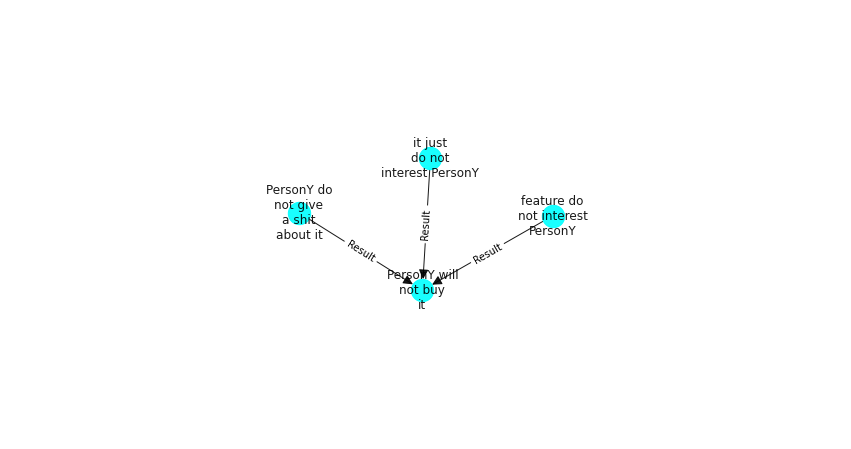 it just
do not
interest PersonY
PersonY do
not give
a shit
about it
feature do
not interest
PersonY
Result
Result
Result
PersonY will
not buy
it